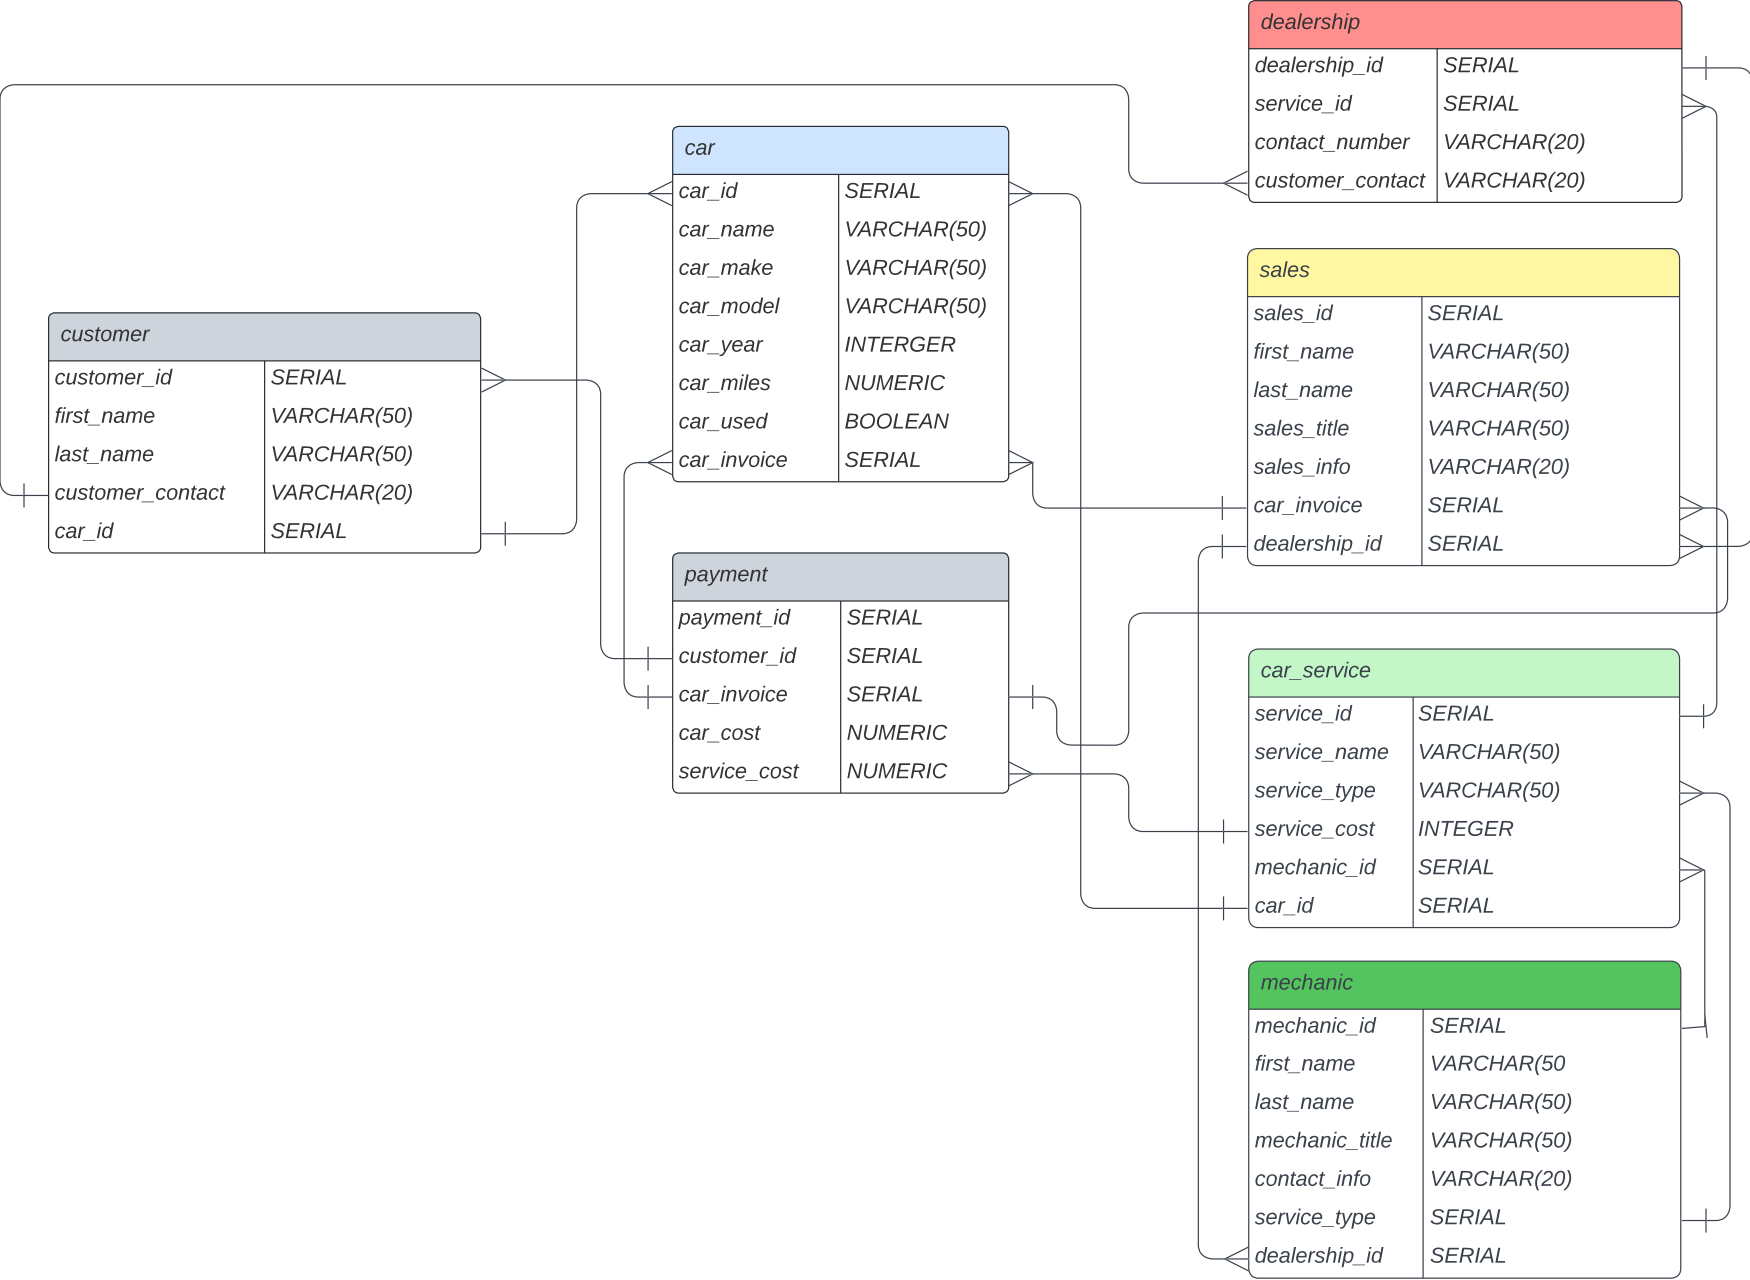 dealership
dealership_id SERIAL
service_id SERIAL
contact_number VARCHAR(20)
customer_contact VARCHAR(20)
car
car_id SERIAL
car_name VARCHAR(50)
car_make VARCHAR(50)
car_model VARCHAR(50)
car_year INTERGER
car_miles NUMERIC
car_used BOOLEAN
car_invoice SERIAL
sales
sales_id SERIAL
first_name VARCHAR(50)
last_name VARCHAR(50)
sales_title VARCHAR(50)
sales_info VARCHAR(20)
car_invoice SERIAL
dealership_id SERIAL
customer
customer_id SERIAL
first_name VARCHAR(50)
last_name VARCHAR(50)
customer_contact VARCHAR(20)
car_id SERIAL
payment
payment_id SERIAL
customer_id SERIAL
car_invoice SERIAL
car_cost NUMERIC
service_cost NUMERIC
car_service
service_id SERIAL
service_name VARCHAR(50)
service_type VARCHAR(50)
service_cost INTEGER
mechanic_id SERIAL
car_id SERIAL
mechanic
mechanic_id SERIAL
first_name VARCHAR(50
last_name VARCHAR(50)
mechanic_title VARCHAR(50)
contact_info VARCHAR(20)
service_type SERIAL
dealership_id SERIAL